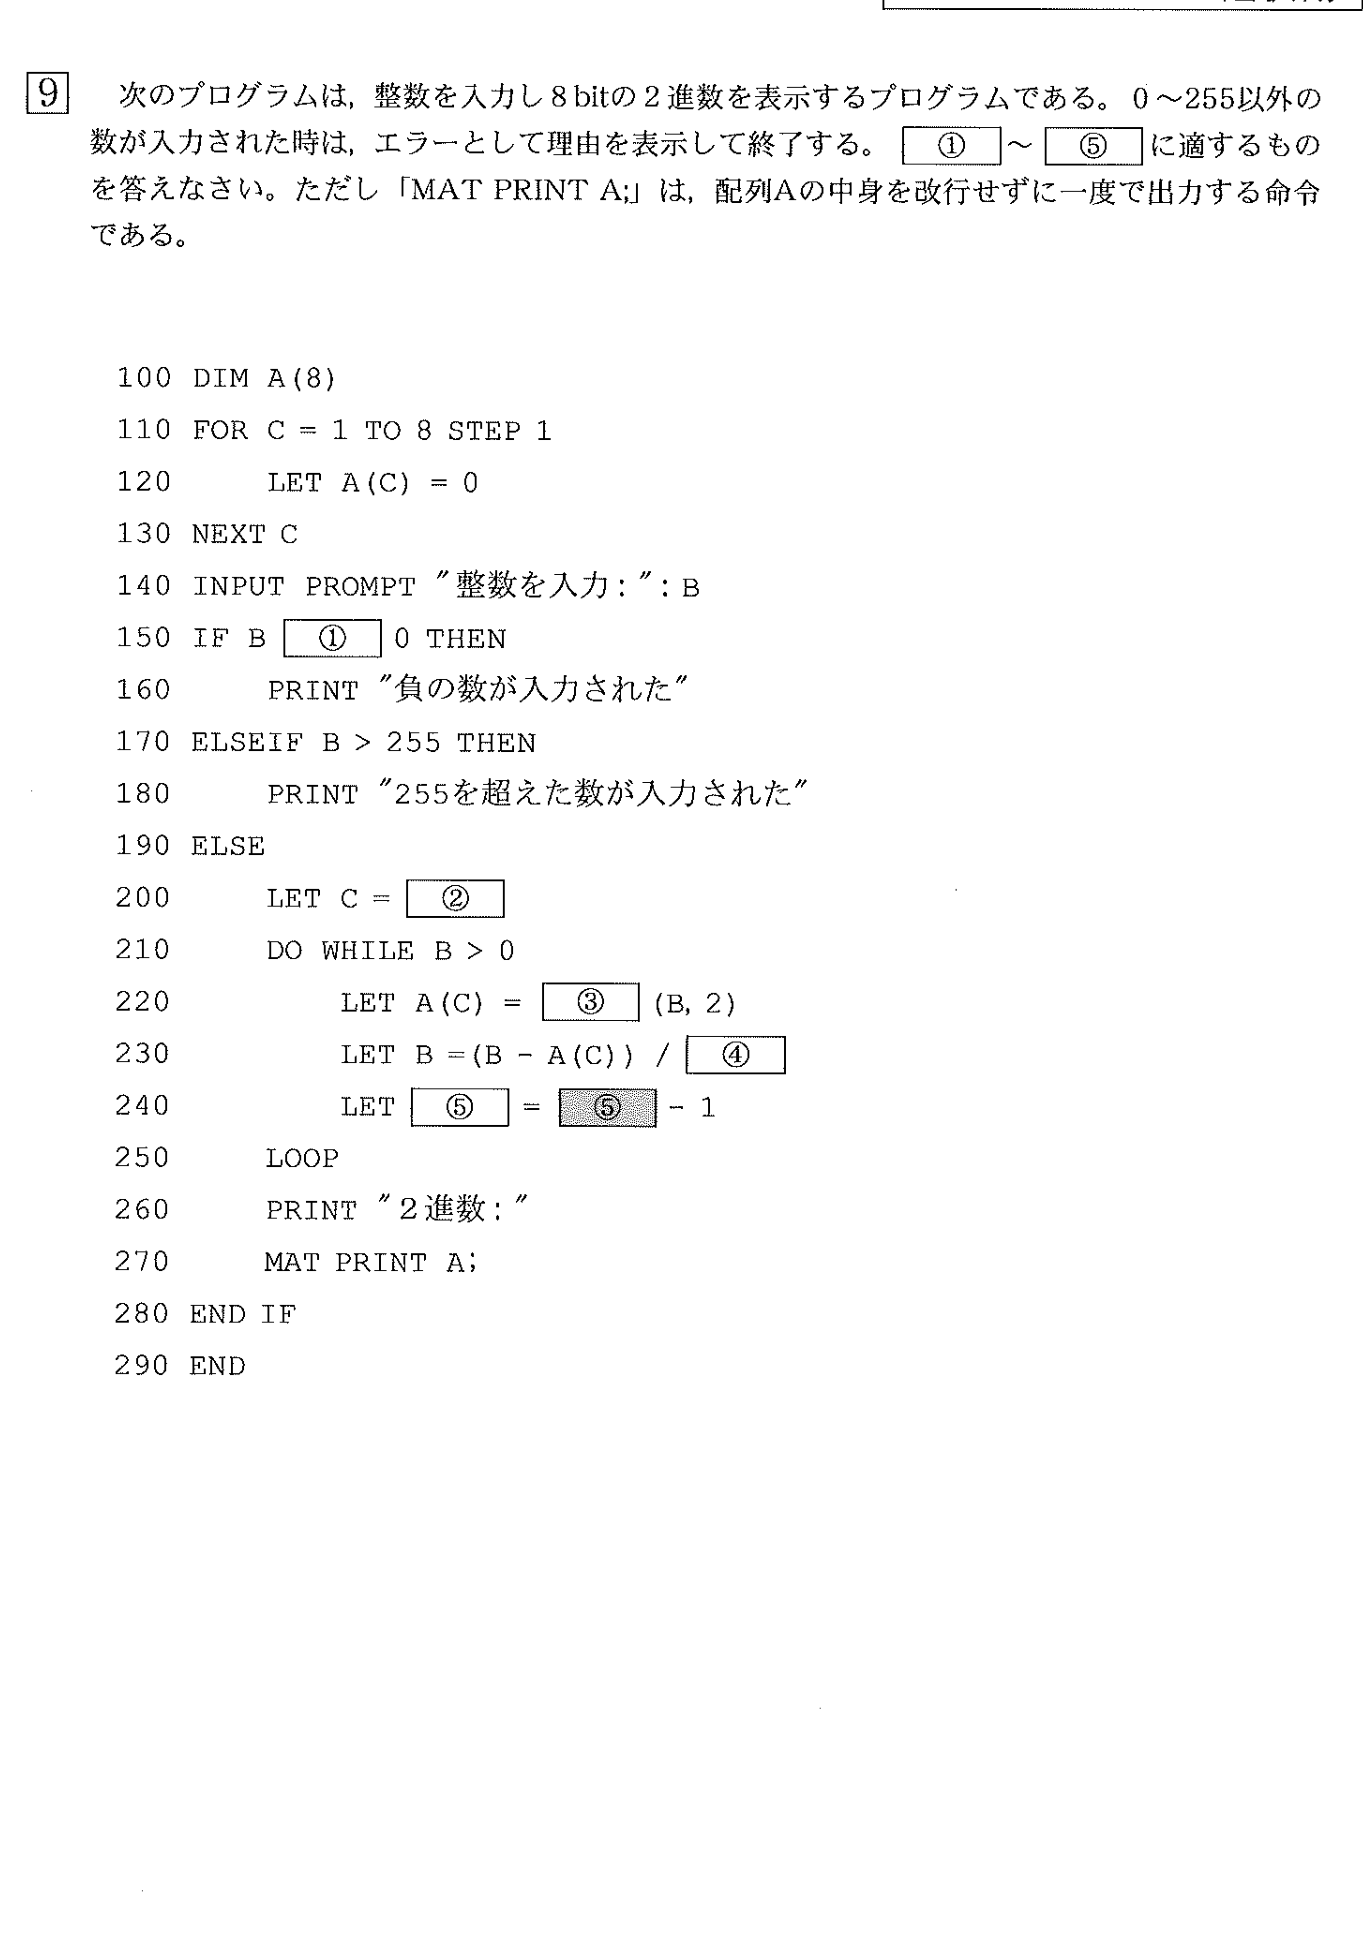 9 次のプログラムは，整数を入力し8bitの2進数を表示するプログラムである。0～255以外の
数が入力された時は，エラーとして理由を表示して終了する。 ① ～ ⑤ に適するもの
を答えなさい。ただし「MAT PRINT A;」は，配列Aの中身を改行せずに一度で出力する命令
である。
100 DIM A(8)
110 FOR C = 1 TO 8 STEP 1
120 LET A(C) = 0
130 NEXT C
140 INPUT PROMPT ″整数を入力：″: B
150 IF B ① 0 THEN
160 PRINT ″負の数が入力された″
170 ELSEIF B > 255 THEN
180 PRINT ″255を超えた数が入力された″
190 ELSE
200 LET C = ②
210 DO WHILE B > 0
220 LET A(C) = ③ (B, 2)
230 LET B =(B - A(C)) / ④
240 LET ⑤ = ⑤ - 1
250 LOOP
260 PRINT ″2進数：″
270 MAT PRINT A;
280 END IF
290 END